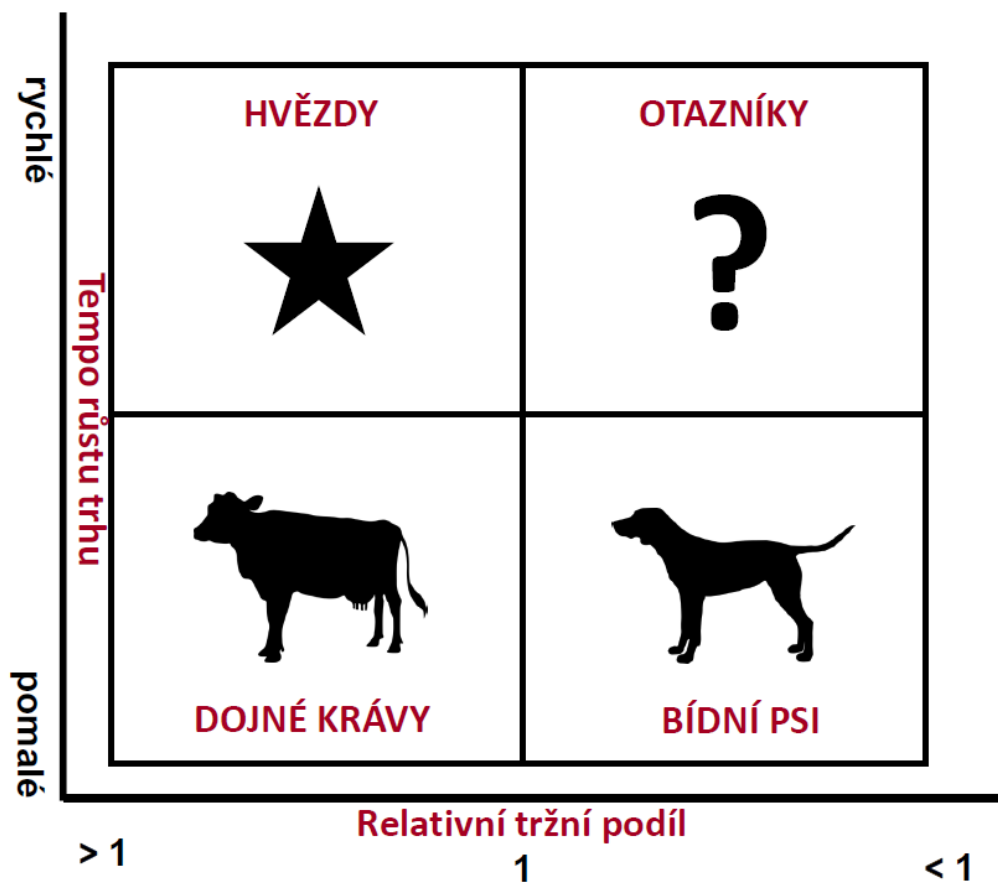 rychlé
HVĚZDY
OTAZNÍKY
?
Tempo růstu trhu
DOJNÉ KRÁVY
BÍDNÍ PSI
pomalé
Relativní tržní podíl
> 1
1
< 1